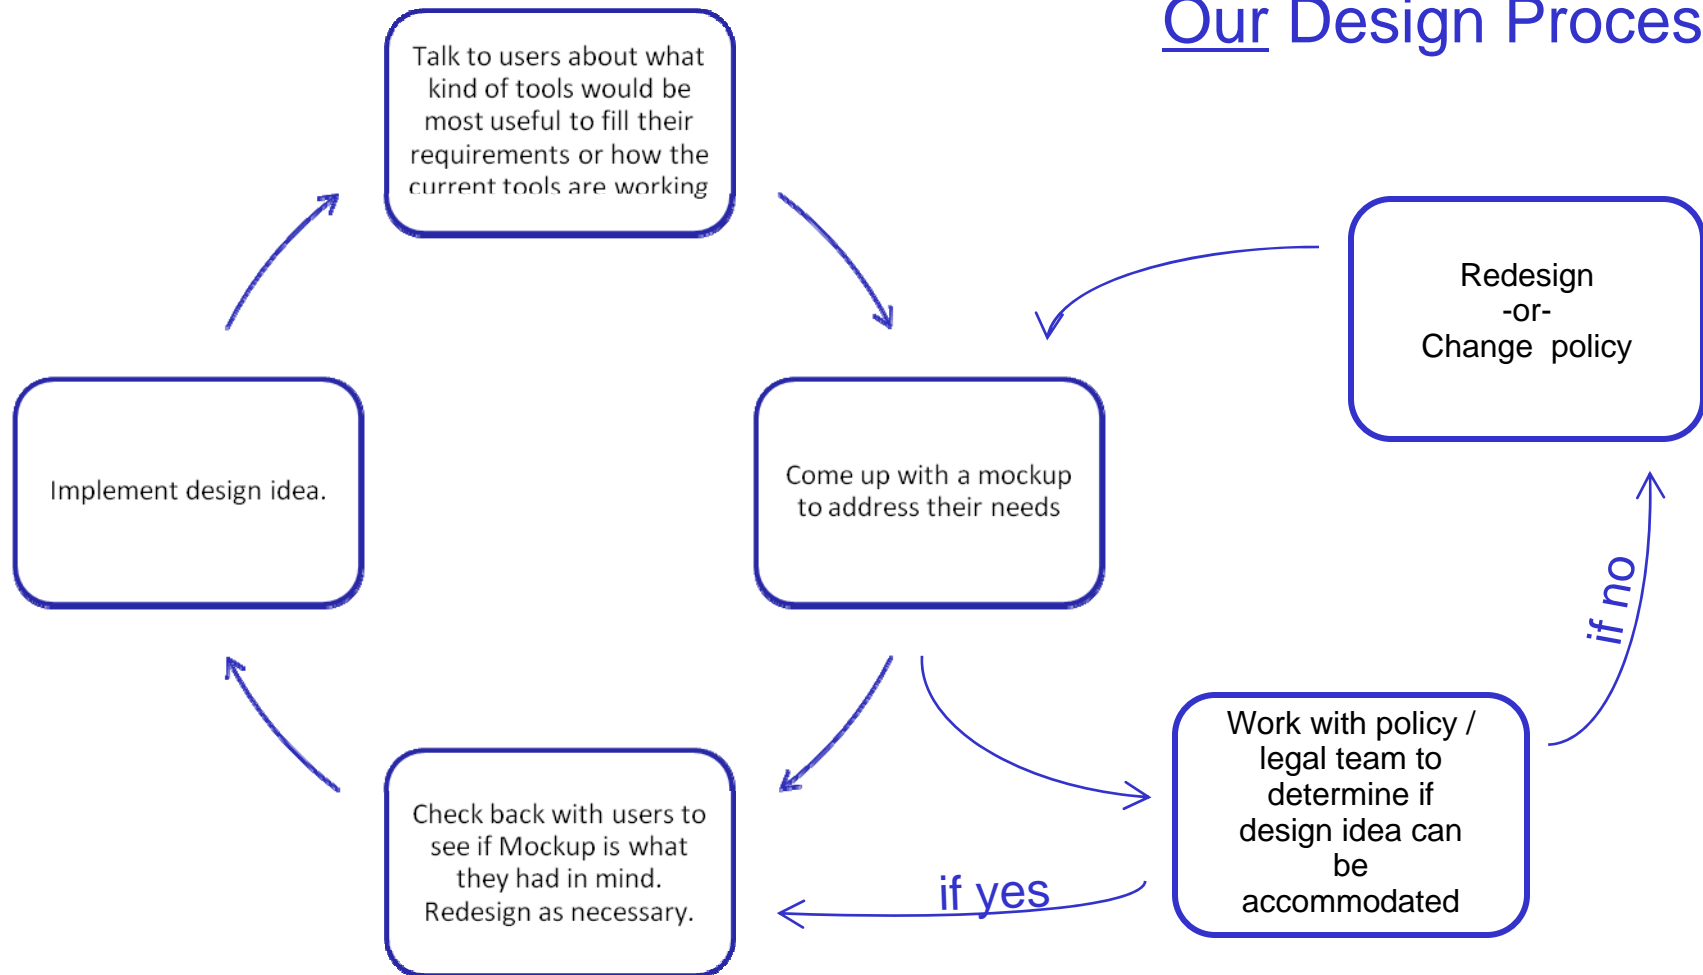 Our Design Proces
Talk to users about what
kind of tools would be
most useful to fill their
requirements or how the
current tools are working
Redesign
-or-
Change policy
Implement design idea.
Come up with a mockup
to address their needs
if no
Work with policy /
legal team to
determine if
design idea can
be
accommodated
Check back with users to
see if Mockup is what
they had in mind.
Redesign as necessary.
if yes